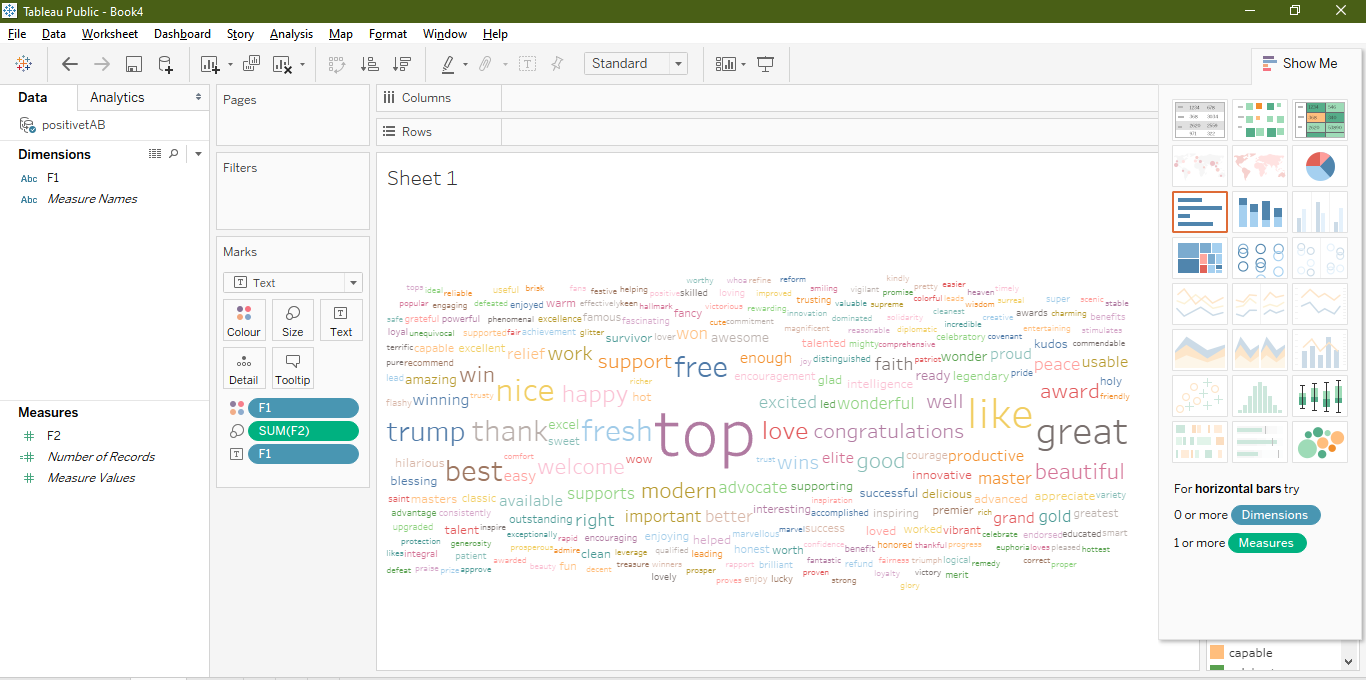 Tableau Public - Book4
File Data Worksheet Dashboard Story Analysis Map Format Window Help
Standard
Show Me
Data Analytics
positivetAB
Dimensions
Abc F1
Abc Measure Names
Measures
F2
Number of Records
Measure Values
Pages
Filters
Marks
Text
Colour Size Text
Detail Tooltip
F1
SUM(F2)
F1
Columns
Rows
Sheet 1
worthy whoa refine reform kindly
tops ideal reliable useful brisk fans festive helping positive skilled loving improved smiling vigilant promise pretty easier heaven timely
popular engaging defeated enjoyed warm effectively keen hallmark victorious rewarding trusting valuable supreme colorful leads wisdom surreal super scenic stable
safe grateful powerful phenomenal excellence famous fascinating fancy cute commitment innovation dominated solidarity cleanest creative awards charming benefits
loyal unequivocal supported fair achievement glitter survivor lover won awesome magnificent reasonable diplomatic incredible entertaining stimulates
terrific capable excellent relief work talented mighty comprehensive celebratory covenant kudos commendable
pure recommend support free enough joy distinguished faith patriot wonder proud peace usable
lead amazing win richer encouragement glad intelligence ready legendary pride holy
flashy winning trusty nice happy hot excited led wonderful well like award friendly
trump thank excel sweet fresh top love congratulations great
hilarious best comfort easy welcome wow trust wins elite good courage productive
blessing innovative master beautiful
saint masters classic available supports modern advocate supporting successful delicious advanced appreciate variety
advantage consistently outstanding right important better inspiration interesting accomplished inspiring premier rich grand gold greatest
upgraded talent inspire exceptionally rapid encouraging enjoying helped marvellous marvel success loved worked vibrant celebrate endorsed educated smart
protection generosity prosperous admire clean leverage qualified leading honest worth confidence benefit honored thankful progress euphoria loves pleased hottest
likes integral patient awarded beauty fun decent treasure winners rapport brilliant fantastic refund fairness triumph logical remedy correct proper
defeat praise prize approve lovely prosper proves enjoy lucky proven strong loyalty victory merit
glory
1234 678
For horizontal bars try
0 or more Dimensions
1 or more Measures
capable